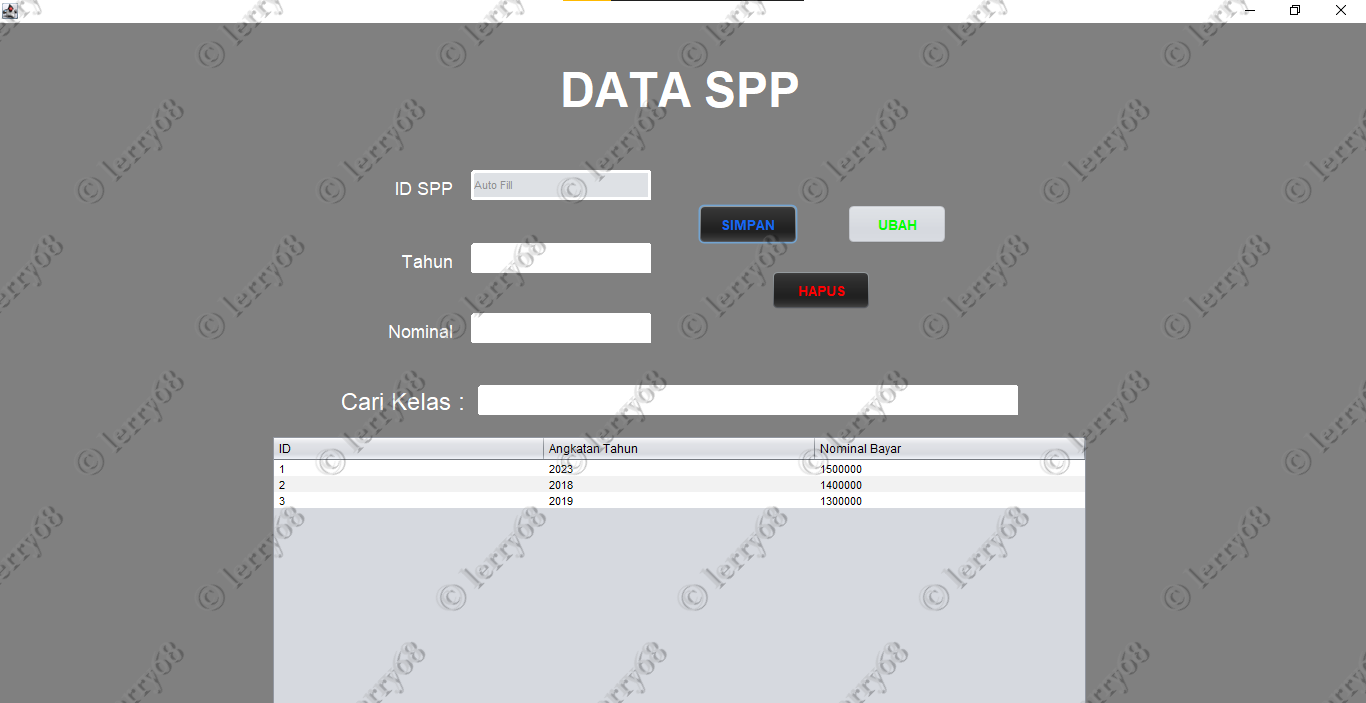 DATA SPP
ID SPP Auto Fill
SIMPAN UBAH
Tahun
HAPUS
Nominal
Cari Kelas :
ID Angkatan Tahun Nominal Bayar
1 2023 1500000
2 2018 1400000
3 2019 1300000
© lerry68